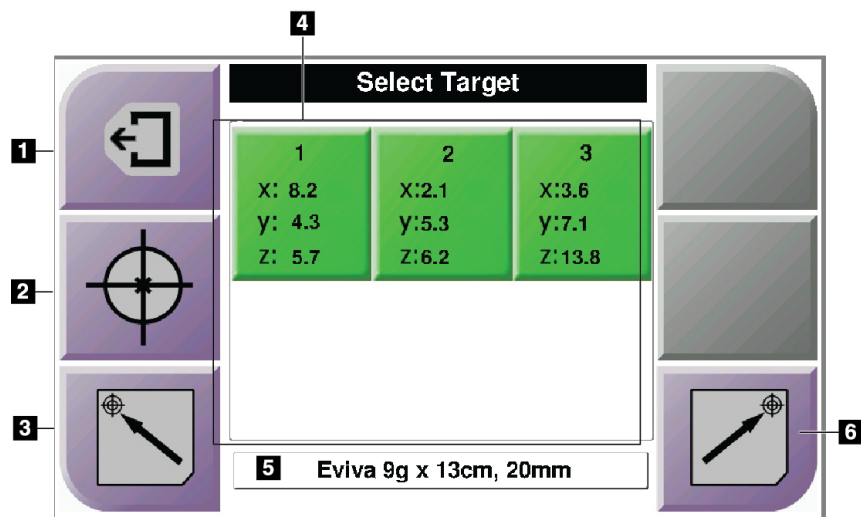 4
Select Target
1
1 2 3
x: 8.2 x:2.1 x:3.6
y: 4.3 y:5.3 y:7.1
z: 5.7 z:6.2 z:13.8
2
3
6
5 Eviva 9g x 13cm, 20mm